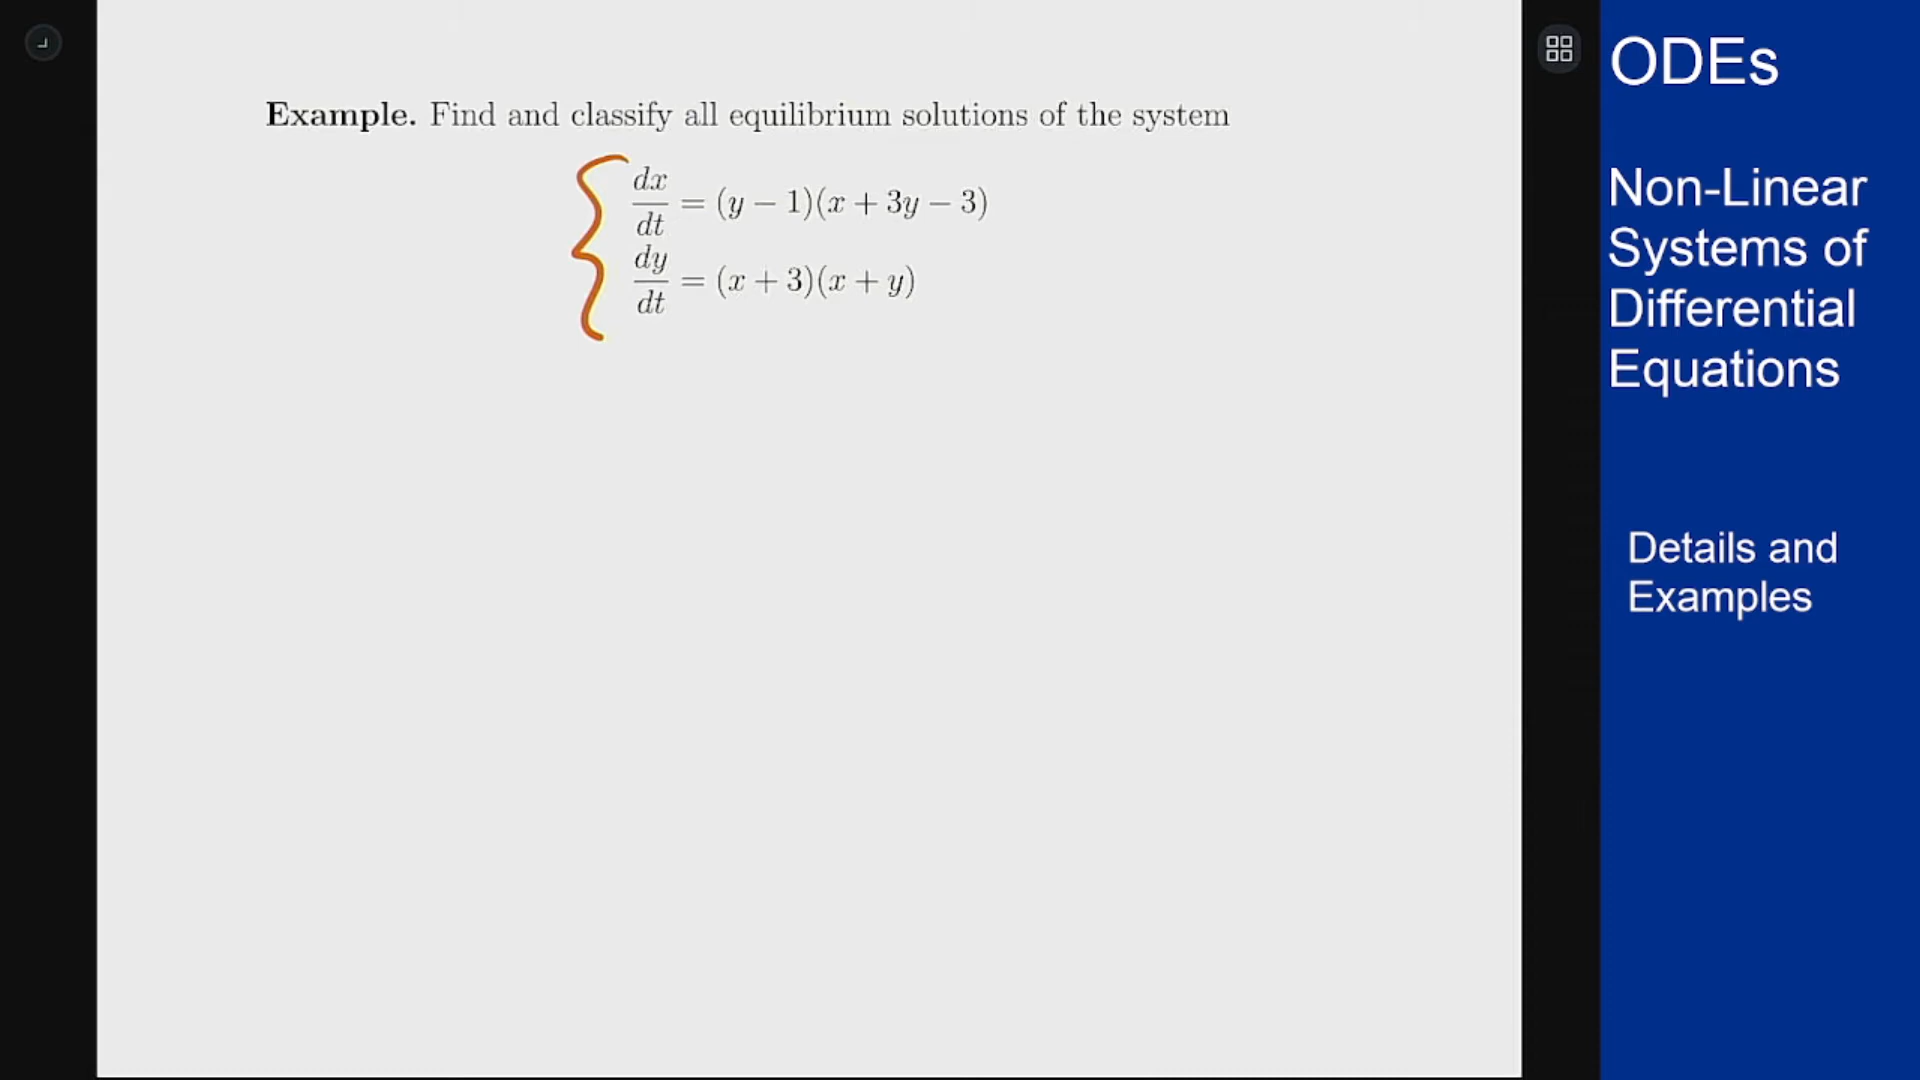 Example. Find and classify all equilibrium solutions of the system
dx/dt = (y − 1)(x + 3y − 3)
dy/dt = (x + 3)(x + y)
ODEs
Non-Linear
Systems of
Differential
Equations
Details and
Examples